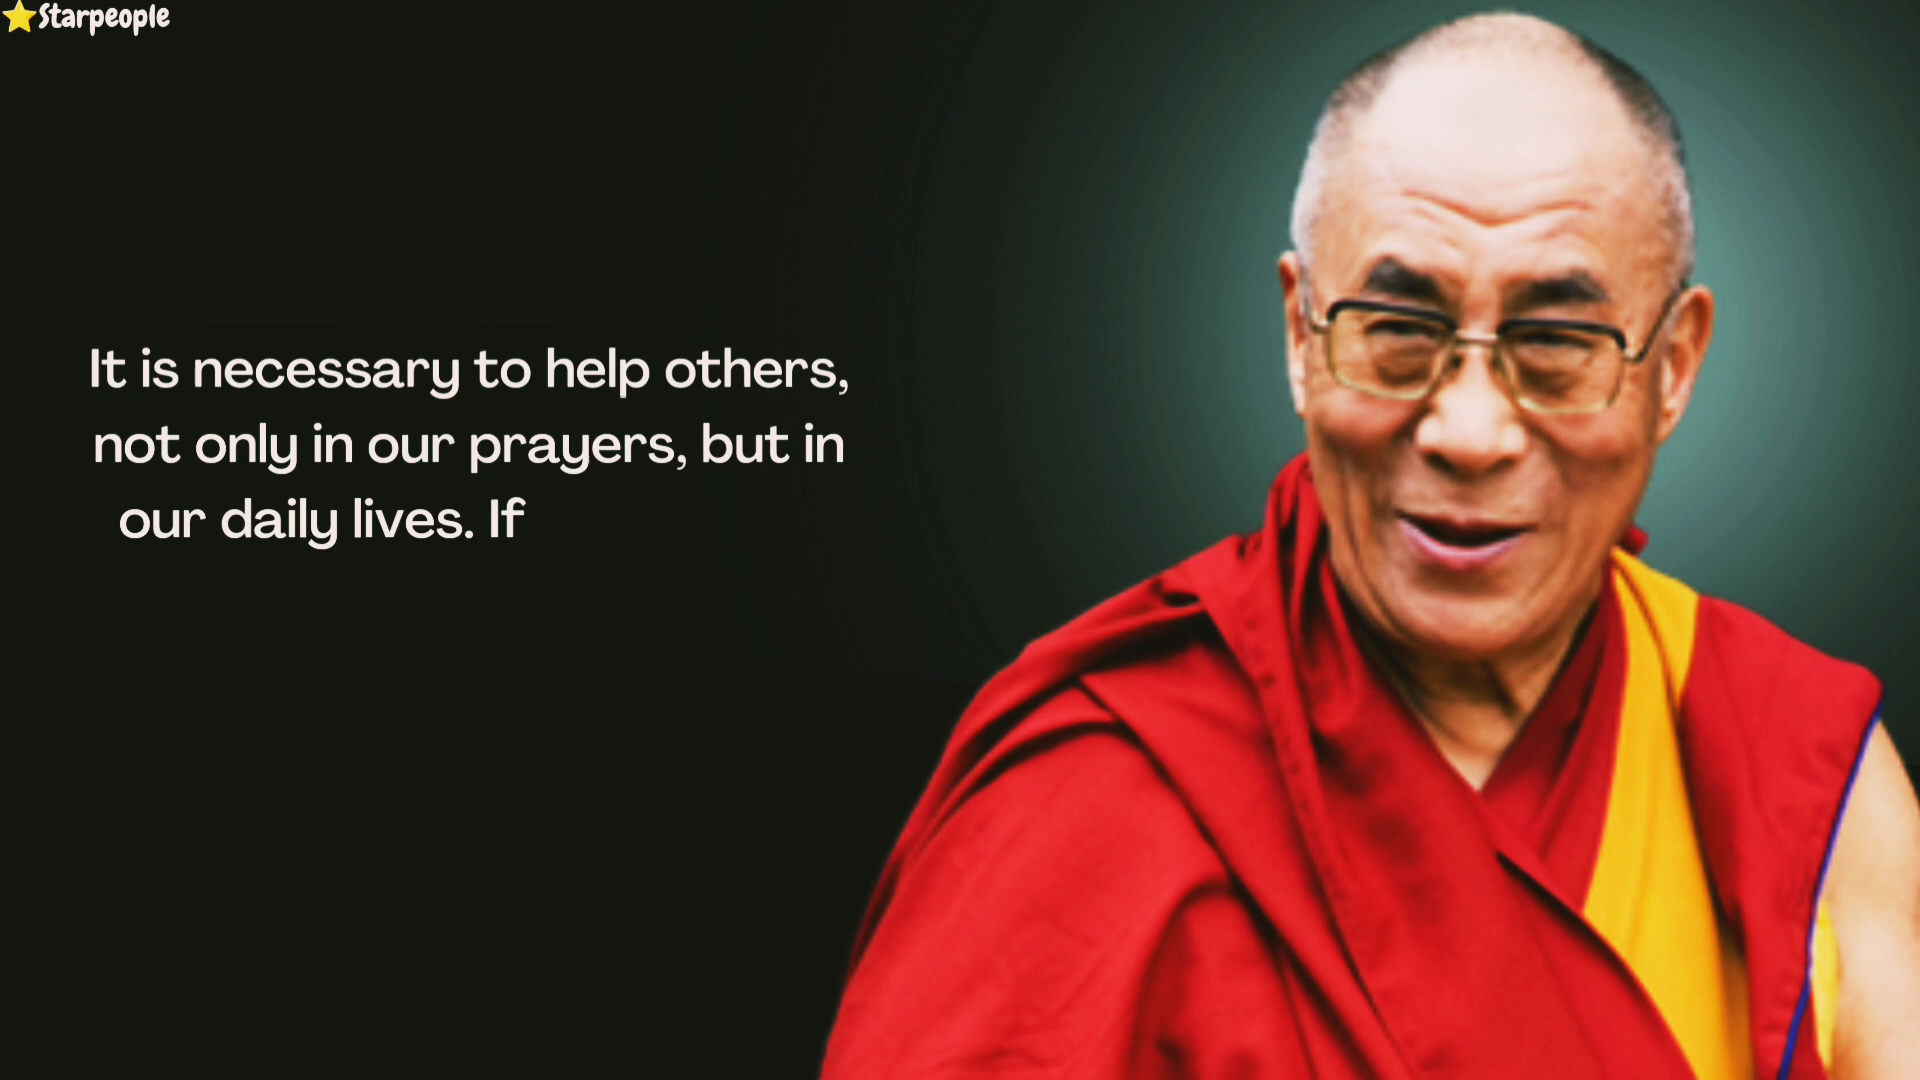 ⭐Starpeople
It is necessary to help others,
not only in our prayers, but in
our daily lives. If